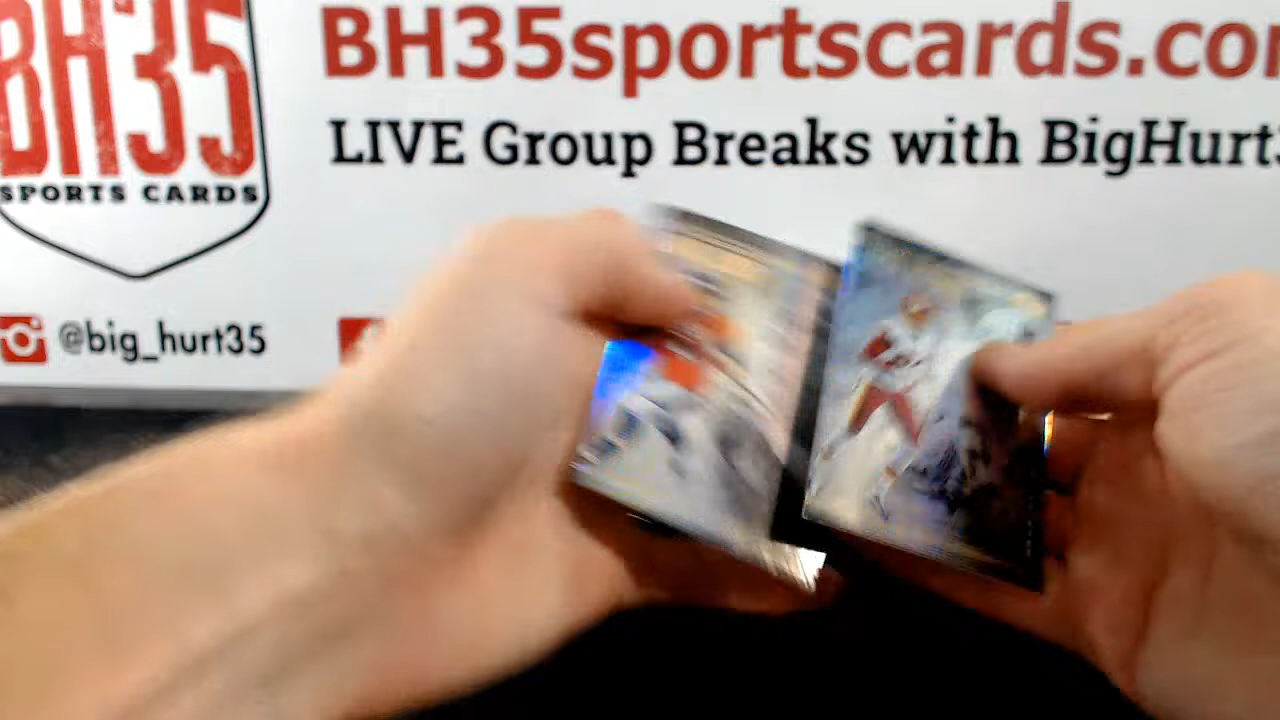 BH35
SPORTS CARDS
BH35sportscards.co
LIVE Group Breaks with BigHurt
@big_hurt35